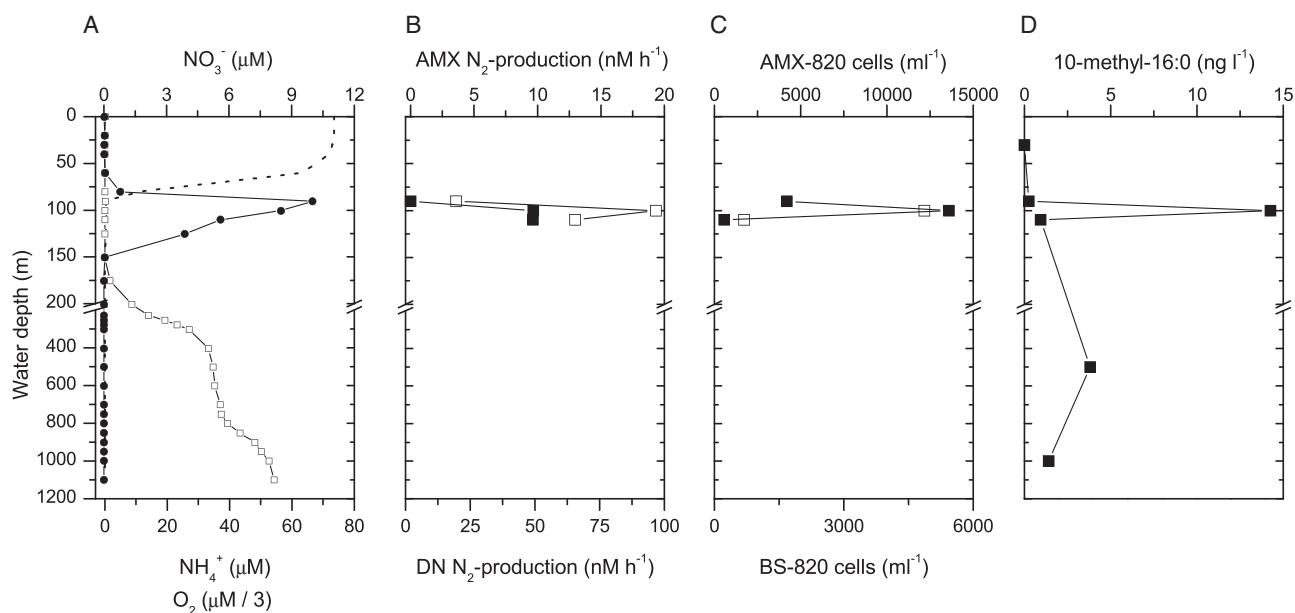 A B C D
NO₃⁻ (μM) AMX N₂-production (nM h⁻¹) AMX-820 cells (ml⁻¹) 10-methyl-16:0 (ng l⁻¹)
0 3 6 9 12 0 5 10 15 20 0 5000 10000 15000 0 5 10 15
0
50
100
150
200
400
600
800
1000
1200
Water depth (m)
0 20 40 60 80 0 25 50 75 100 0 3000 6000
NH₄⁺ (μM) DN N₂-production (nM h⁻¹) BS-820 cells (ml⁻¹)
O₂ (μM / 3)